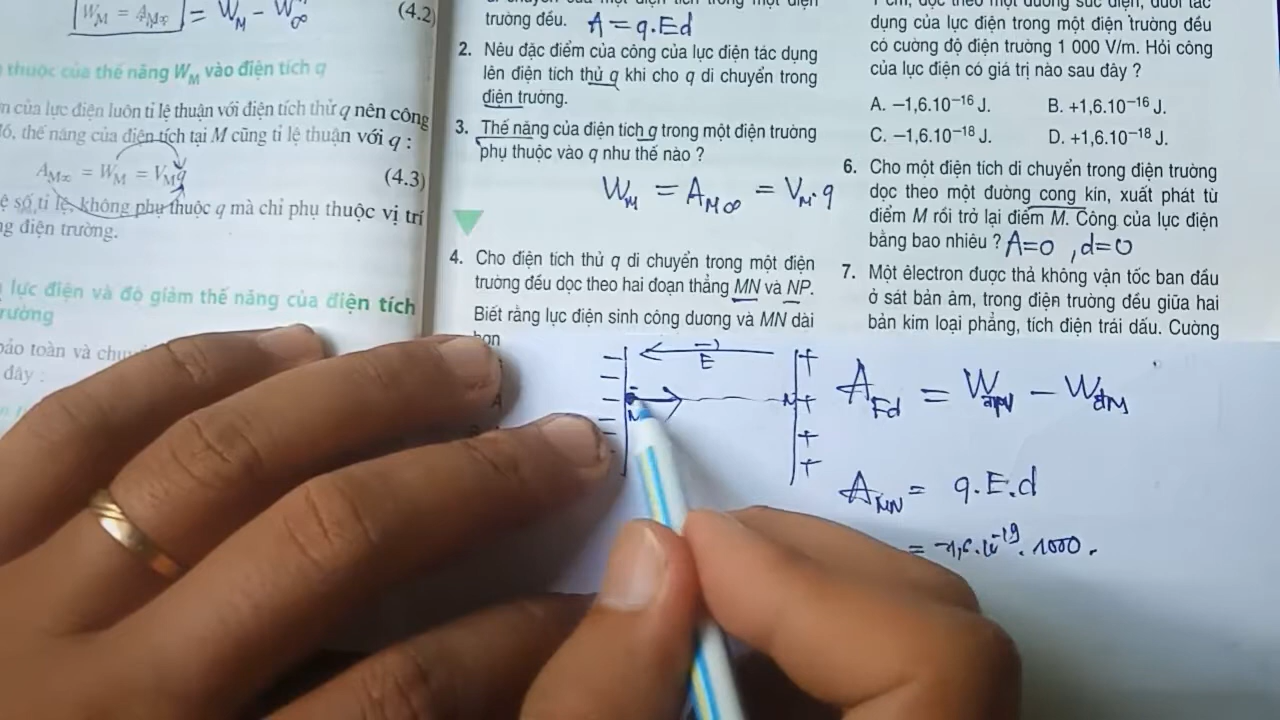 W_M = A_M∞ = W_M - W_∞
(4.2)
thuộc của thế năng W_M vào điện tích q
của lực điện luôn tỉ lệ thuận với điện tích thử q nên công
đó, thế năng của điện tích tại M cũng tỉ lệ thuận với q :
A_M∞ = W_M = V_M q
(4.3)
số tỉ lệ, không phụ thuộc q mà chỉ phụ thuộc vị trí
điện trường.
lực điện và độ giảm thế năng của điện tích
trường
bảo toàn và
đây :
trường đều. A = q.Ed
2. Nêu đặc điểm của công của lực điện tác dụng
lên điện tích thử q khi cho q di chuyển trong
điện trường.
3. Thế năng của điện tích q trong một điện trường
phụ thuộc vào q như thế nào ?
W_M = A_M∞ = V_M.q
4. Cho điện tích thử q di chuyển trong một điện
trường đều dọc theo hai đoạn thẳng MN và NP.
Biết rằng lực điện sinh công dương và MN dài
hơn
1 cm, dọc theo một đường sức điện, dưới tác
dụng của lực điện trong một điện trường đều
có cường độ điện trường 1 000 V/m. Hỏi công
của lực điện có giá trị nào sau đây ?
A. –1,6.10⁻¹⁶ J. B. +1,6.10⁻¹⁶ J.
C. –1,6.10⁻¹⁸ J. D. +1,6.10⁻¹⁸ J.
6. Cho một điện tích di chuyển trong điện trường
dọc theo một đường cong kín, xuất phát từ
điểm M rồi trở lại điểm M. Công của lực điện
bằng bao nhiêu ? A=0 , d=0
7. Một êlectron được thả không vận tốc ban đầu
ở sát bản âm, trong điện trường đều giữa hai
bản kim loại phẳng, tích điện trái dấu. Cường
E
M
N
A_Fd = W_đN - W_đM
A_MN = q.E.d
= -1,6.10⁻¹⁹.1000.